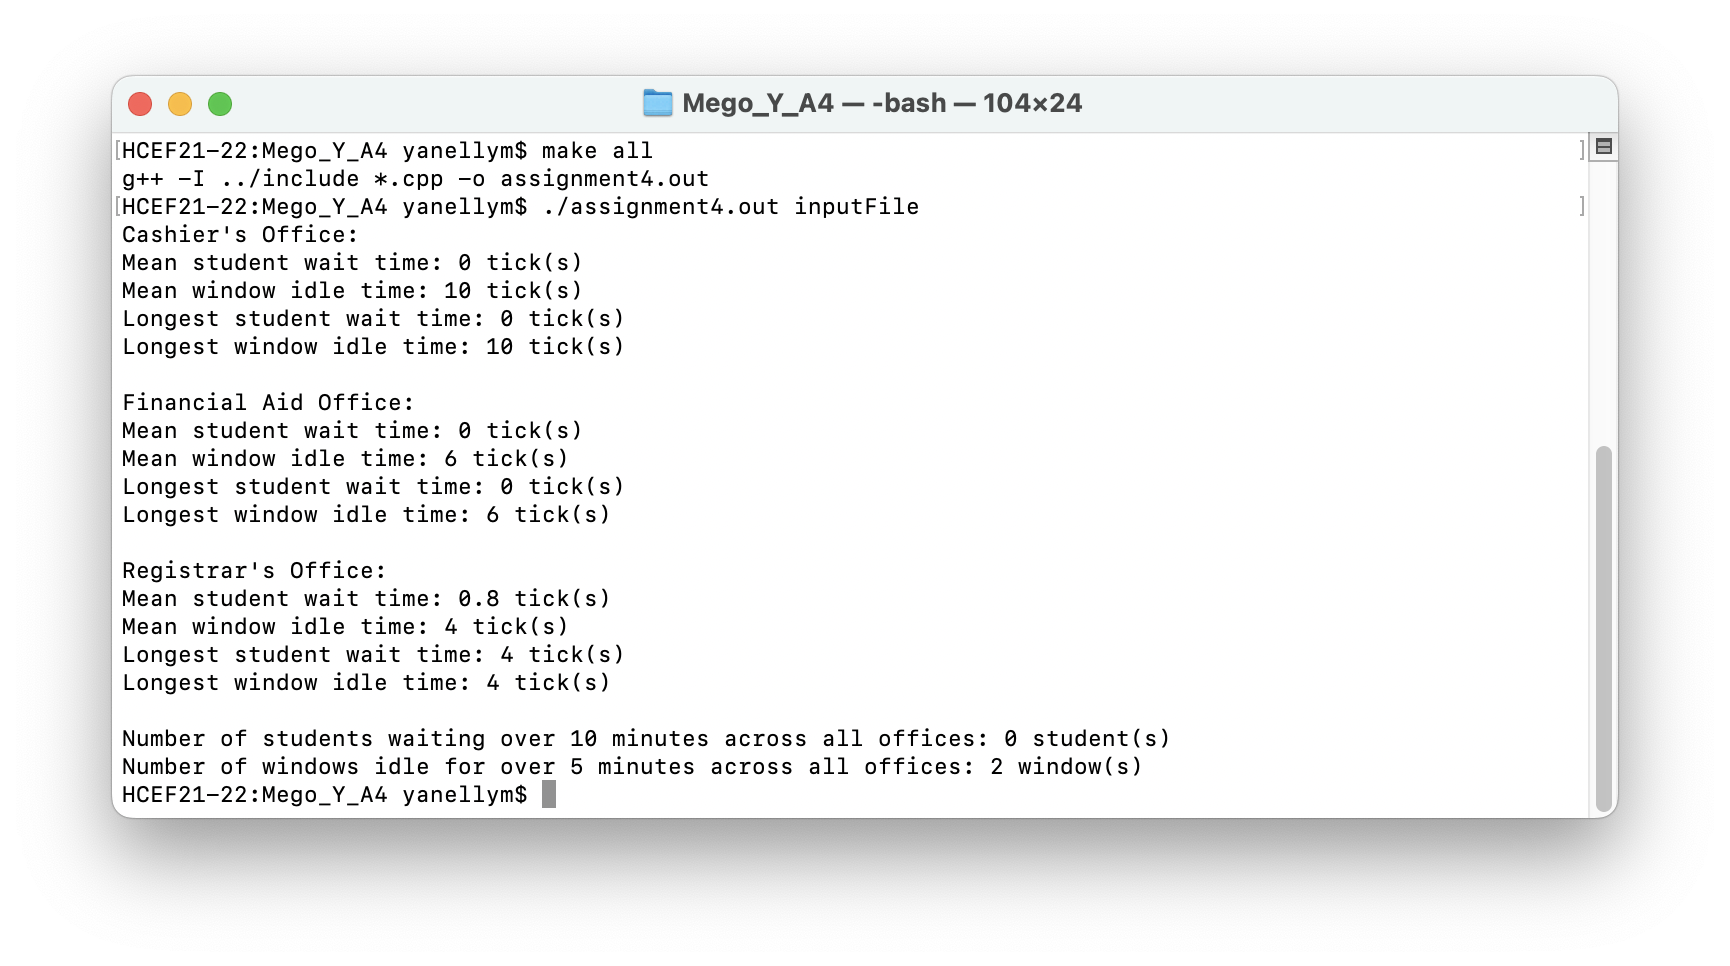 Mego_Y_A4 — -bash — 104×24
[HCEF21-22:Mego_Y_A4 yanellym$ make all ]
g++ -I ../include *.cpp -o assignment4.out
[HCEF21-22:Mego_Y_A4 yanellym$ ./assignment4.out inputFile ]
Cashier's Office:
Mean student wait time: 0 tick(s)
Mean window idle time: 10 tick(s)
Longest student wait time: 0 tick(s)
Longest window idle time: 10 tick(s)
Financial Aid Office:
Mean student wait time: 0 tick(s)
Mean window idle time: 6 tick(s)
Longest student wait time: 0 tick(s)
Longest window idle time: 6 tick(s)
Registrar's Office:
Mean student wait time: 0.8 tick(s)
Mean window idle time: 4 tick(s)
Longest student wait time: 4 tick(s)
Longest window idle time: 4 tick(s)
Number of students waiting over 10 minutes across all offices: 0 student(s)
Number of windows idle for over 5 minutes across all offices: 2 window(s)
HCEF21-22:Mego_Y_A4 yanellym$